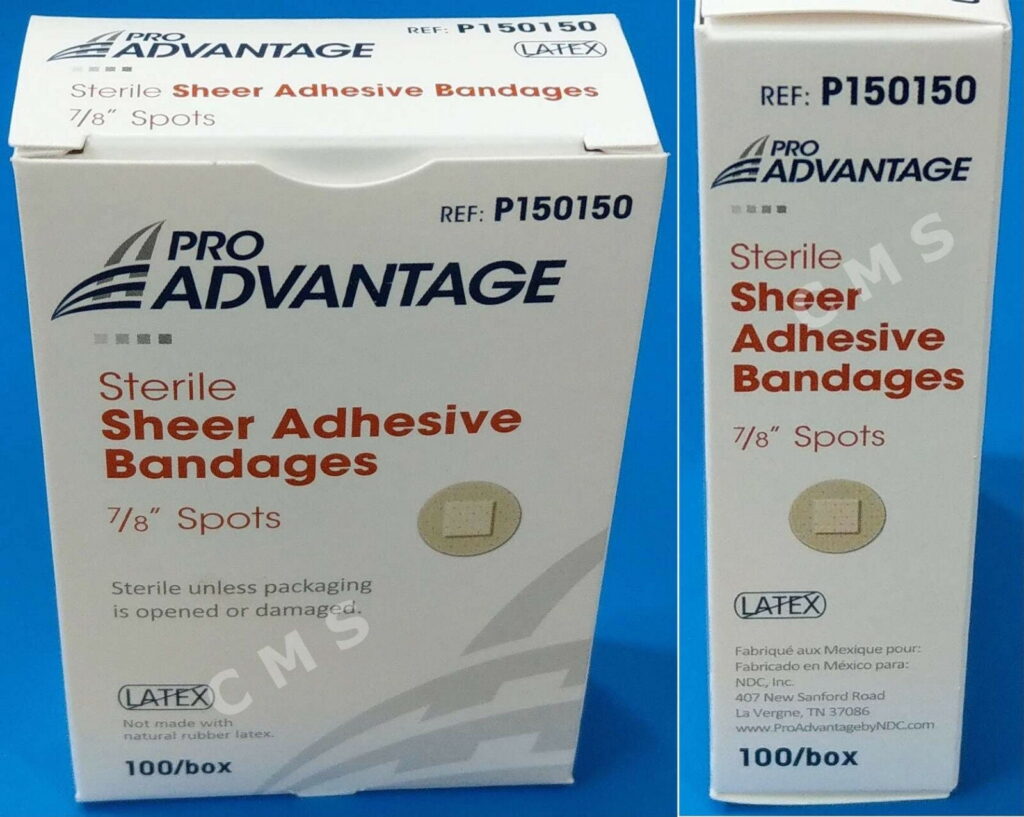 PRO
ADVANTAGE
REF: P150150
LATEX
Sterile Sheer Adhesive Bandages
7/8" Spots
REF: P150150
PRO
ADVANTAGE
Sterile
Sheer Adhesive
Bandages
7/8" Spots
Sterile unless packaging
is opened or damaged.
CMS
LATEX
Not made with
natural rubber latex.
100/box
REF: P150150
PRO
ADVANTAGE
Sterile
Sheer
Adhesive
Bandages
CMS
7/8" Spots
LATEX
Fabriqué aux Mexique pour:
Fabricado en México para:
NDC, Inc.
407 New Sanford Road
La Vergne, TN 37086
www.ProAdvantagebyNDC.com
100/box